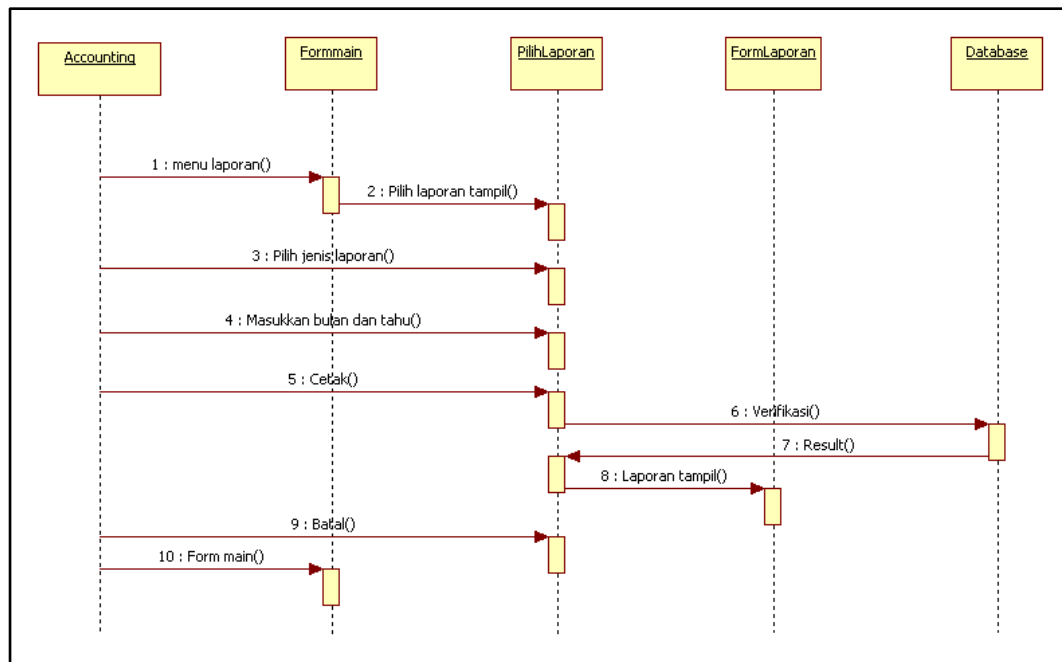 Accounting
Formmain
PilihLaporan
FormLaporan
Database
1 : menu laporan()
2 : Pilih laporan tampil()
3 : Pilih jenis laporan()
4 : Masukkan bulan dan tahu()
5 : Cetak()
6 : Verifikasi()
7 : Result()
8 : Laporan tampil()
9 : Batal()
10 : Form main()